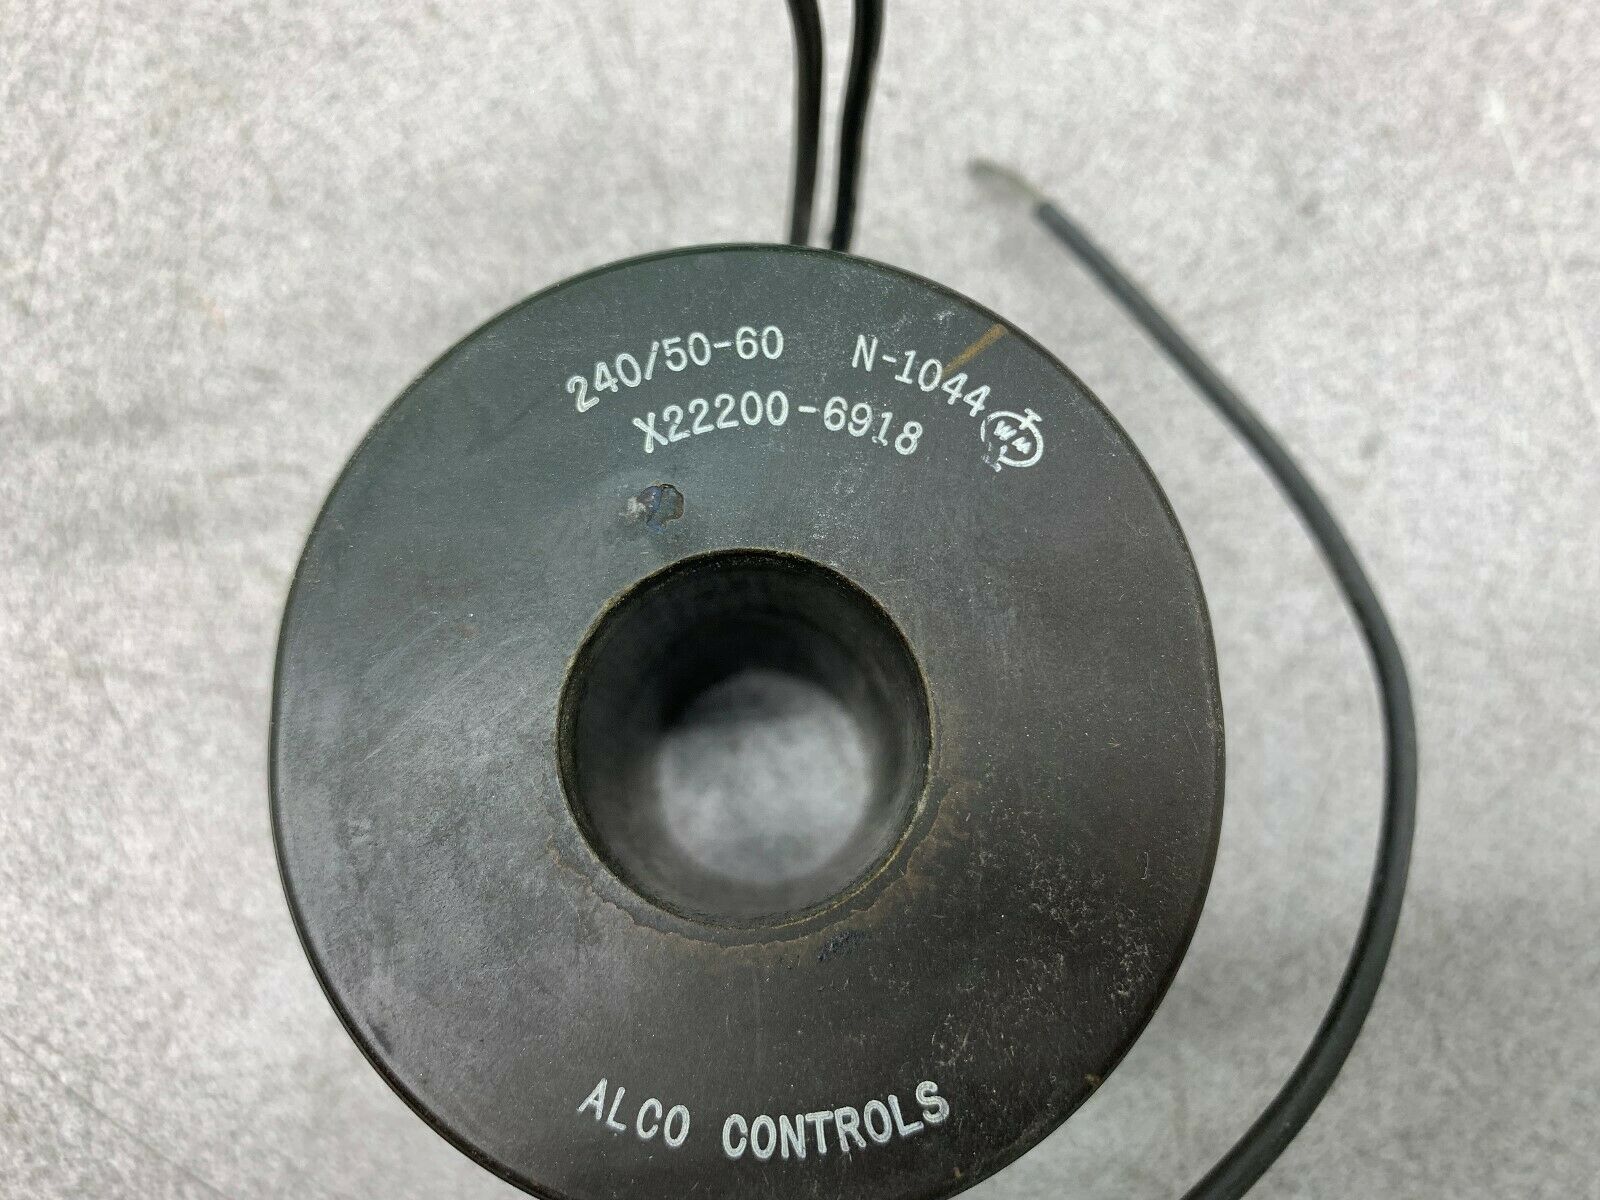 240/50-60 N-1044
X22200-6918
ALCO CONTROLS